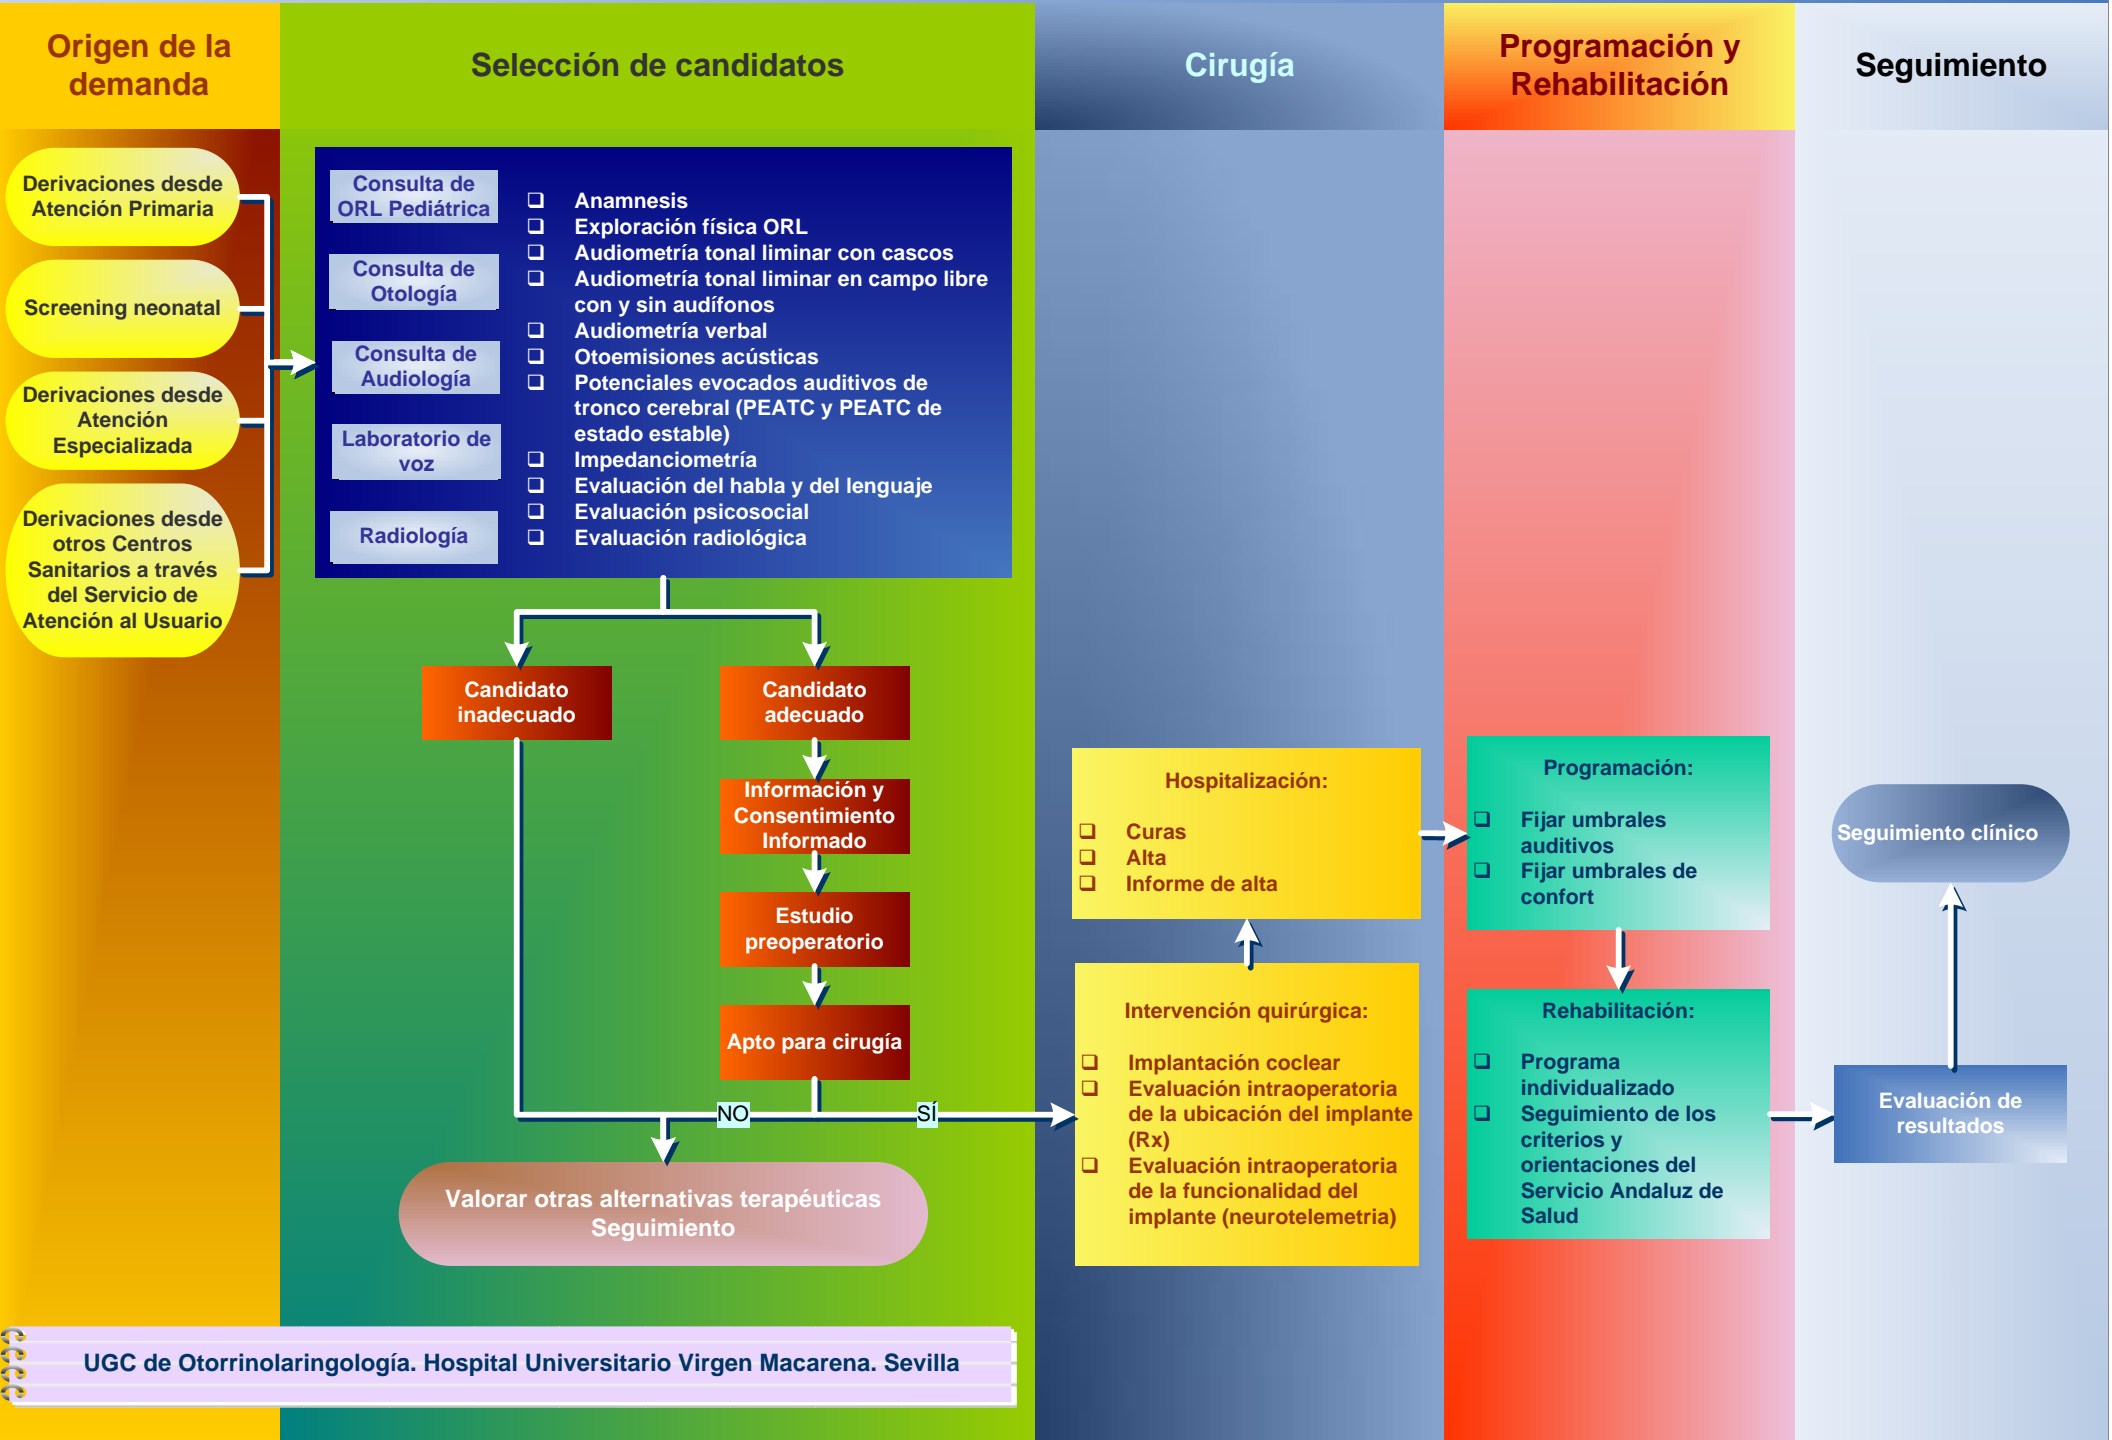 Origen de la
demanda
Selección de candidatos
Cirugía
Programación y
Rehabilitación
Seguimiento
Derivaciones desde
Atención Primaria
Screening neonatal
Derivaciones desde
Atención
Especializada
Derivaciones desde
otros Centros
Sanitarios a través
del Servicio de
Atención al Usuario
Consulta de
ORL Pediátrica
Consulta de
Otología
Consulta de
Audiología
Laboratorio de
voz
Radiología
❑ Anamnesis
❑ Exploración física ORL
❑ Audiometría tonal liminar con cascos
❑ Audiometría tonal liminar en campo libre
con y sin audífonos
❑ Audiometría verbal
❑ Otoemisiones acústicas
❑ Potenciales evocados auditivos de
tronco cerebral (PEATC y PEATC de
estado estable)
❑ Impedanciometría
❑ Evaluación del habla y del lenguaje
❑ Evaluación psicosocial
❑ Evaluación radiológica
Candidato
inadecuado
Candidato
adecuado
Información y
Consentimiento
Informado
Estudio
preoperatorio
Apto para cirugía
NO
SÍ
Valorar otras alternativas terapéuticas
Seguimiento
Hospitalización:
❑ Curas
❑ Alta
❑ Informe de alta
Intervención quirúrgica:
❑ Implantación coclear
❑ Evaluación intraoperatoria
de la ubicación del implante
(Rx)
❑ Evaluación intraoperatoria
de la funcionalidad del
implante (neurotelemetria)
Programación:
❑ Fijar umbrales
auditivos
❑ Fijar umbrales de
confort
Rehabilitación:
❑ Programa
individualizado
❑ Seguimiento de los
criterios y
orientaciones del
Servicio Andaluz de
Salud
Seguimiento clínico
Evaluación de
resultados
UGC de Otorrinolaringología. Hospital Universitario Virgen Macarena. Sevilla